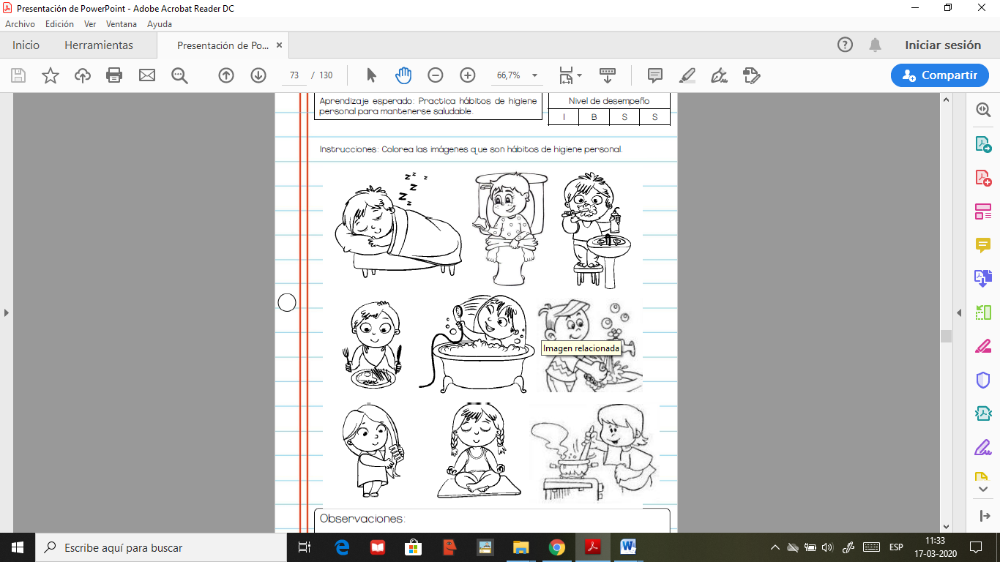 Presentación de PowerPoint - Adobe Acrobat Reader DC
Archivo Edición Ver Ventana Ayuda
Inicio Herramientas Presentación de Po... × Iniciar sesión
73 / 130 66,7% Compartir
Aprendizaje esperado: Practica hábitos de higiene
personal para mantenerse saludable.
Nivel de desempeño
I B S S
Instrucciones: Colorea las imágenes que son hábitos de higiene personal.
z z z
z
z
z z
Imagen relacionada
Observaciones:
Escribe aquí para buscar
ESP
11:33
17-03-2020